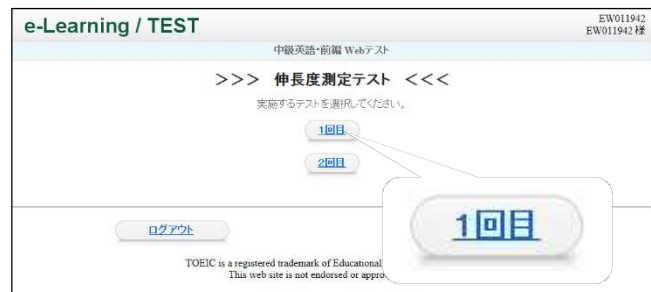 e-Learning / TEST
EW011942
EW011942 様
中級英語・前編 Webテスト
>>> 伸長度測定テスト <<<
実施するテストを選択してください。
1回目
2回目
1回目
ログアウト
TOEIC is a registered trademark of Educational
This web site is not endorsed or appro